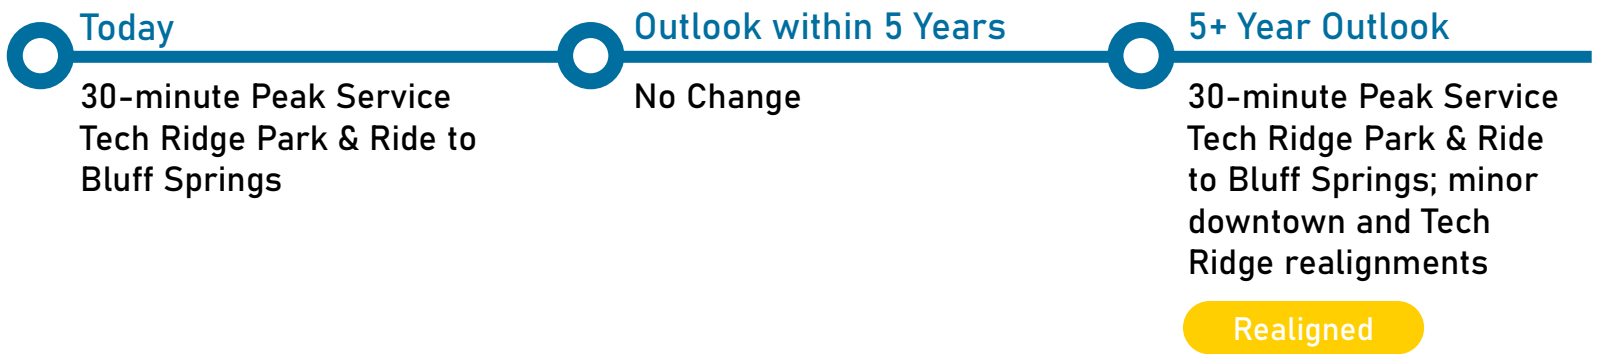 Today
30-minute Peak Service
Tech Ridge Park & Ride to
Bluff Springs
Outlook within 5 Years
No Change
5+ Year Outlook
30-minute Peak Service
Tech Ridge Park & Ride
to Bluff Springs; minor
downtown and Tech
Ridge realignments
Realigned